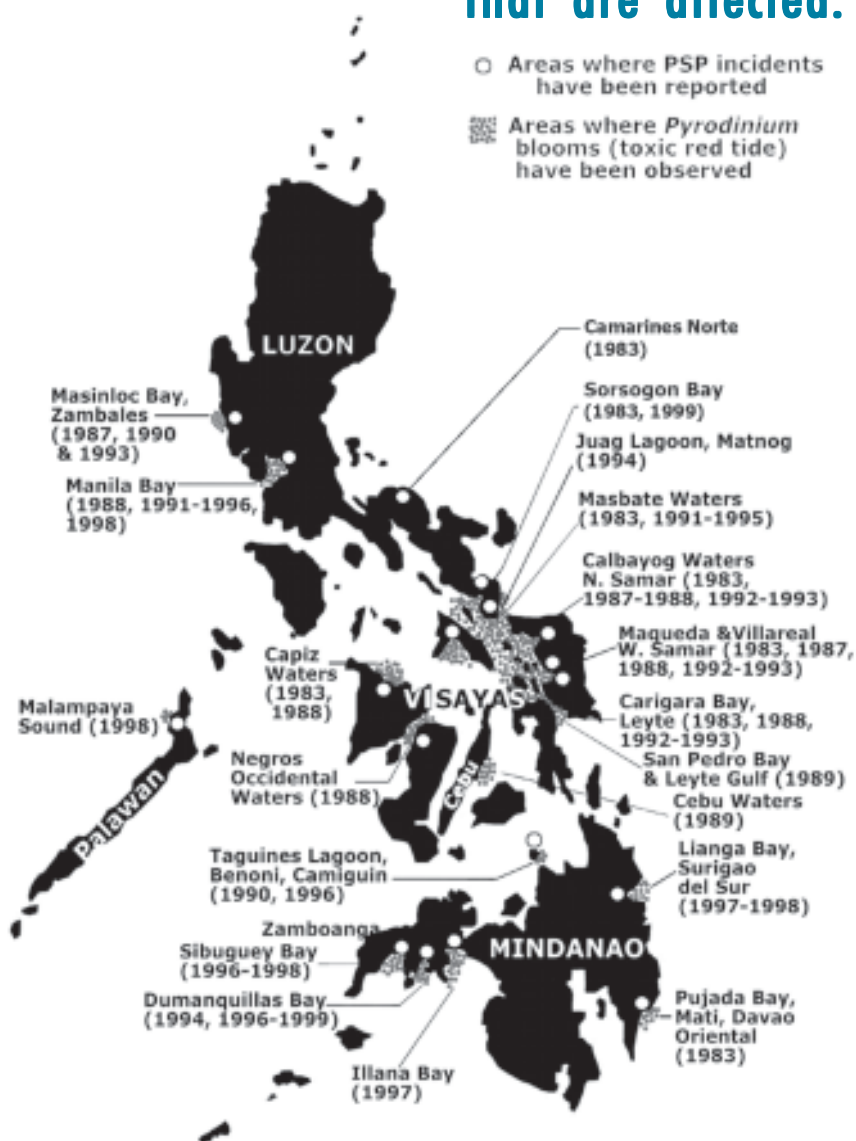 that are affected.
Areas where PSP incidents
have been reported
Areas where Pyrodinium
blooms (toxic red tide)
have been observed
LUZON
Camarines Norte
(1983)
Masinloc Bay,
Zambales
(1987, 1990
& 1993)
Sorsogon Bay
(1983, 1999)
Juag Lagoon, Matnog
(1994)
Manila Bay
(1988, 1991-1996,
1998)
Masbate Waters
(1983, 1991-1995)
Calbayog Waters
N. Samar (1983,
1987-1988, 1992-1993)
Maqueda &Villareal
W. Samar (1983, 1987,
1988, 1992-1993)
Capiz
Waters
(1983,
1988)
VISAYAS
Carigara Bay,
Leyte (1983, 1988,
1992-1993)
Malampaya
Sound (1998)
San Pedro Bay
& Leyte Gulf (1989)
Negros
Occidental
Waters (1988)
Cebu
Cebu Waters
(1989)
Palawan
Taguines Lagoon,
Benoni, Camiguin
(1990, 1996)
Lianga Bay,
Surigao
del Sur
(1997-1998)
Zamboanga
Sibuguey Bay
(1996-1998)
MINDANAO
Dumanquillas Bay
(1994, 1996-1999)
Pujada Bay,
Mati, Davao
Oriental
(1983)
Illana Bay
(1997)